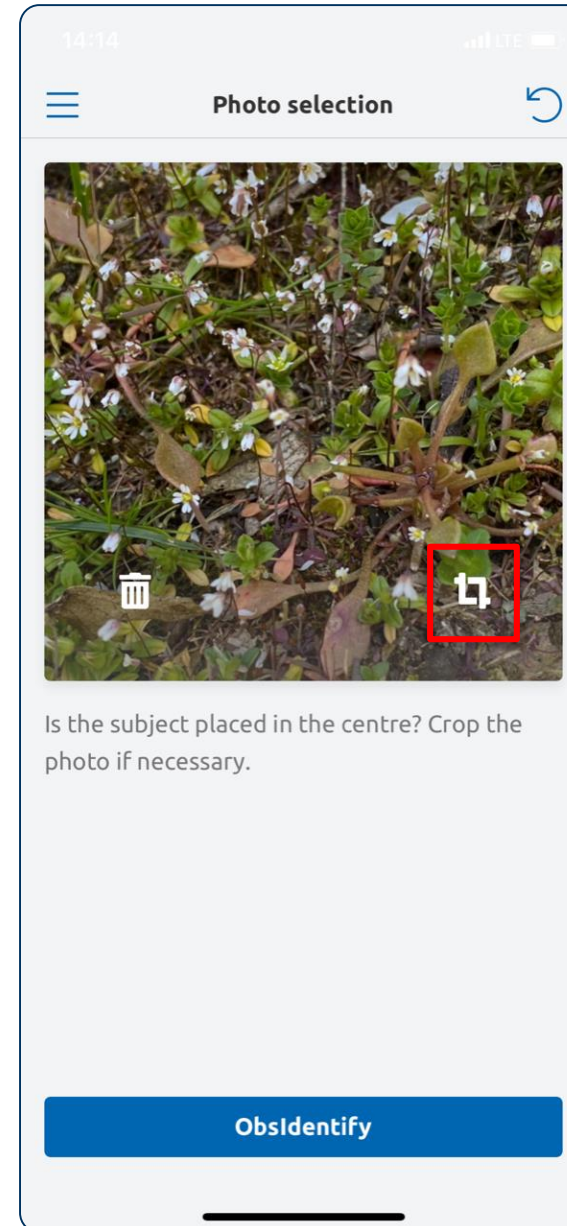 14:14 LTE
Photo selection
Is the subject placed in the centre? Crop the
photo if necessary.
ObsIdentify